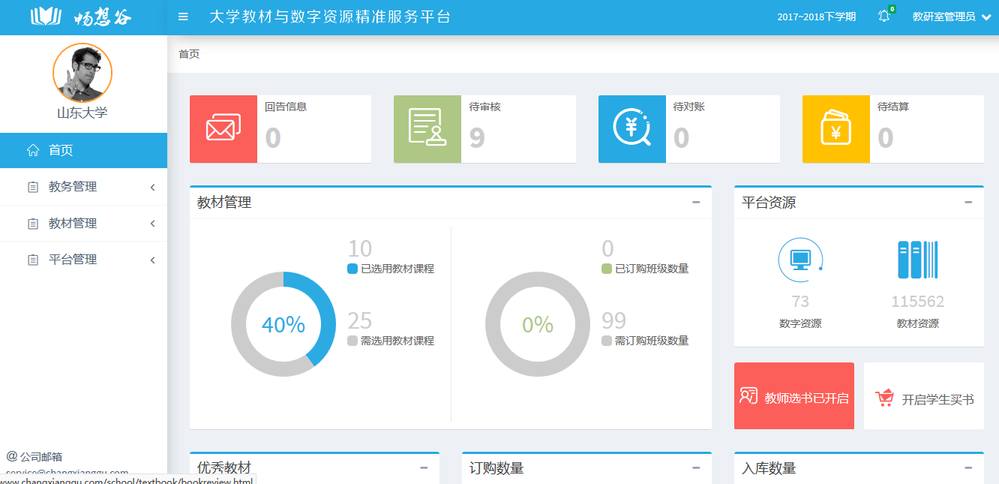 畅想谷
大学教材与数字资源精准服务平台
2017~2018下学期
0
教研室管理员
山东大学
首页
教务管理
教材管理
平台管理
@ 公司邮箱
service@changxianggu.com
www.changxianggu.com/school/textbook/bookreview.html
首页
回告信息
0
待审核
9
待对账
0
待结算
0
教材管理
10
已选用教材课程
40%
25
需选用教材课程
0
已订购班级数量
0%
99
需订购班级数量
平台资源
73
数字资源
115562
教材资源
教师选书已开启
开启学生买书
优秀教材
订购数量
入库数量